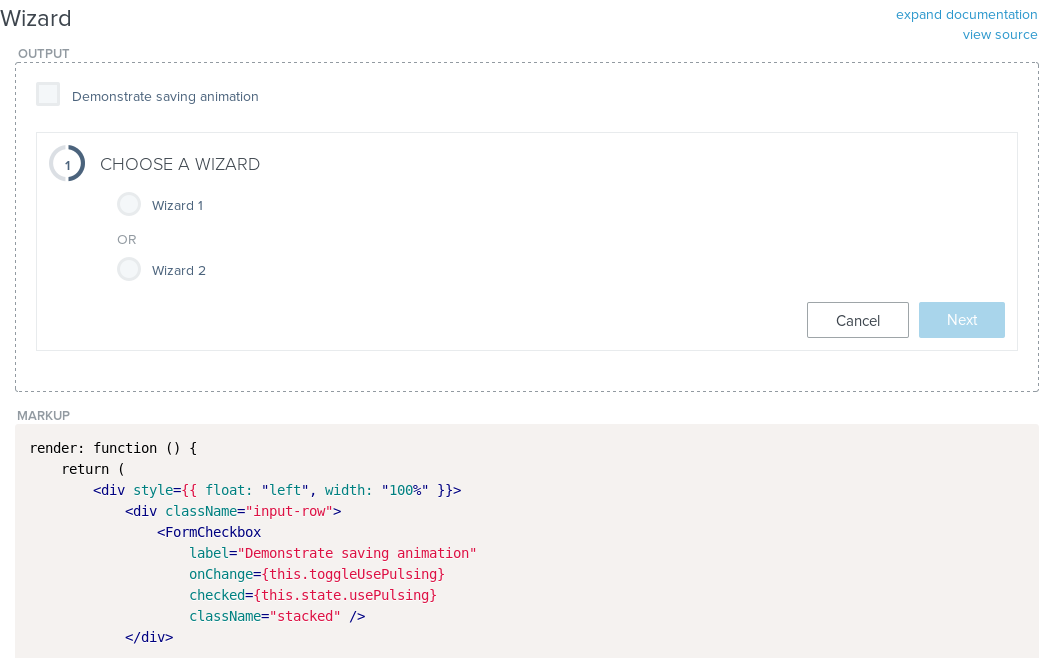 Wizard
expand documentation
view source
OUTPUT
Demonstrate saving animation
1 CHOOSE A WIZARD
Wizard 1
OR
Wizard 2
Cancel Next
MARKUP
render: function () {
    return (
        <div style={{ float: "left", width: "100%" }}>
            <div className="input-row">
                <FormCheckbox
                    label="Demonstrate saving animation"
                    onChange={this.toggleUsePulsing}
                    checked={this.state.usePulsing}
                    className="stacked" />
            </div>